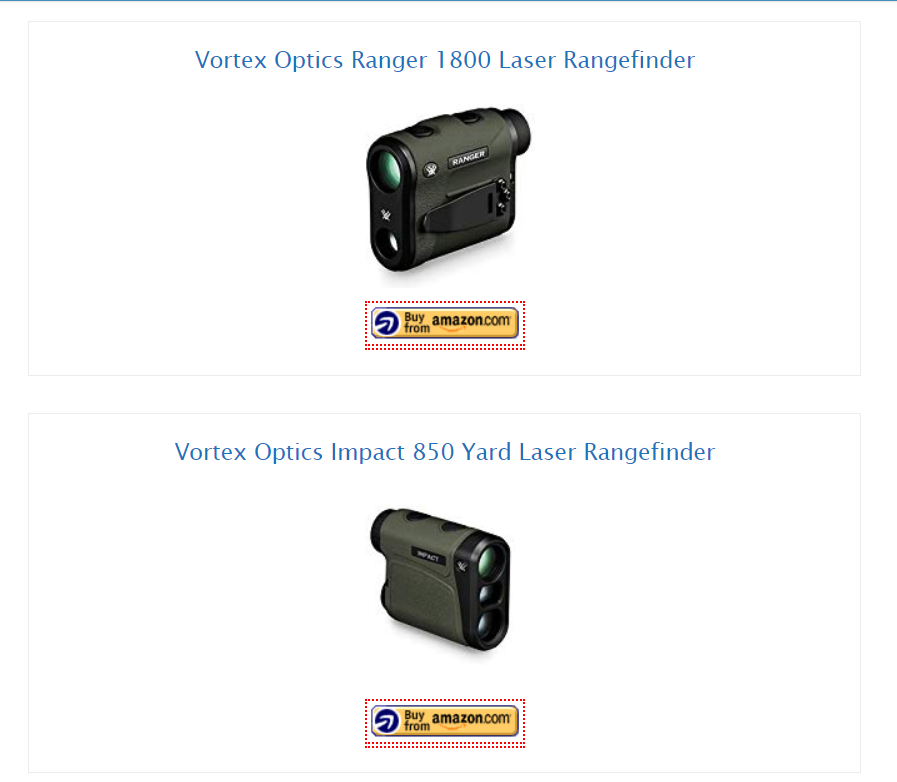 Vortex Optics Ranger 1800 Laser Rangefinder
RANGER
Buy
from amazon.com
Vortex Optics Impact 850 Yard Laser Rangefinder
IMPACT
Buy
from amazon.com